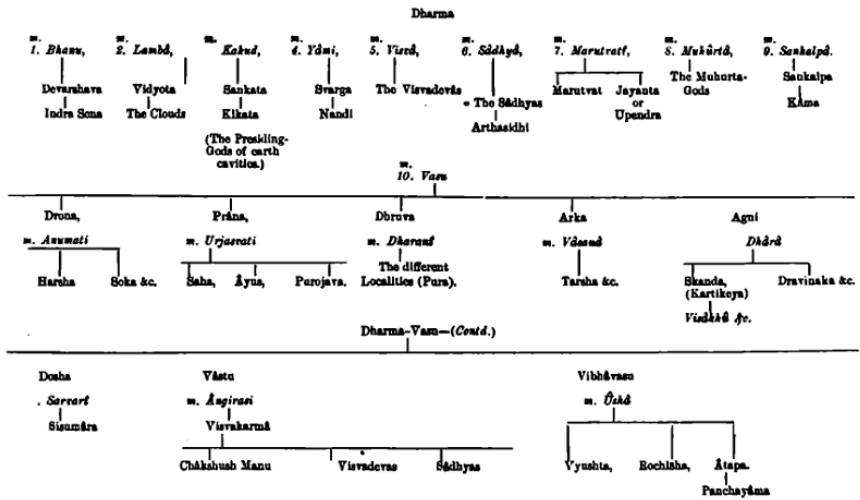 Dharma
m. m. m. m. m. m. m. m. m.
1. Bhanu, 2. Lambâ, Kakud, 4. Yâmi, 5. Visvâ, 6. Sâdhyâ, 7. Marutvatî, 8. Muhûrtâ, 9. Sankalpâ.
Devarshava Vidyota Sankata Svarga The Visvadevâs The Sâdhyas Marutvat Jayanta The Muhurta- Sankalpa
Indra Sena The Clouds Kikata Nandi Arthasidhi or Gods Kâma
Upendra
(The Presiding-
Gods of earth
cavities.)
m.
10. Vasu
Drona, Prâna, Dhruva Arka Agni
m. Anumati m. Urjasvati m. Dharanî m. Vâsanâ Dhârâ
Harsha Soka &c. Saha, Âyus, Purojava. The different Tarsha &c. Skanda, Dravinaka &c.
Localities (Pura). (Kartikeya)
Visâkhâ &c.
Dharma-Vasu—(Contd.)
Dosha Vâstu Vibhâvasu
. Sarvarî m. Ângirasi m. Ûshâ
Sisumâra Visvakarmâ
Châkshush Manu Visvadevas Sâdhyas Vyushta, Rochisha, Âtapa.
Panchayâma